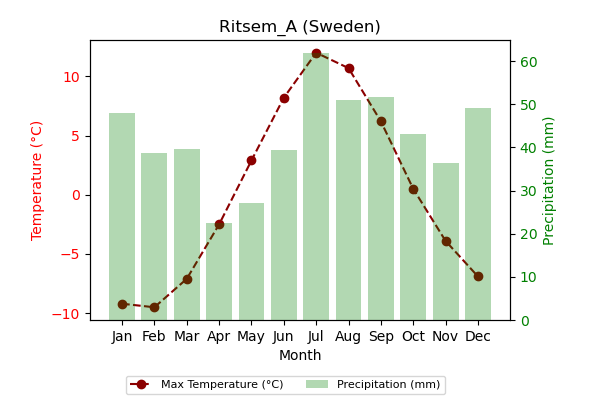 Ritsem_A (Sweden)
Temperature (°C)
10
5
0
−5
−10
60
50
40
30
20
10
0
Precipitation (mm)
Jan Feb Mar Apr May Jun Jul Aug Sep Oct Nov Dec
Month
Max Temperature (°C) Precipitation (mm)